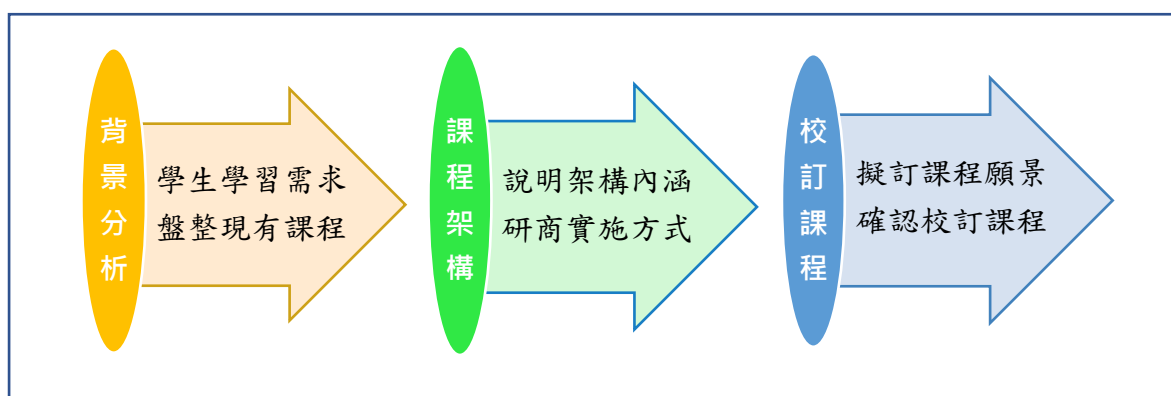 背景分析
學生學習需求
盤整現有課程
課程架構
說明架構內涵
研商實施方式
校訂課程
擬訂課程願景
確認校訂課程